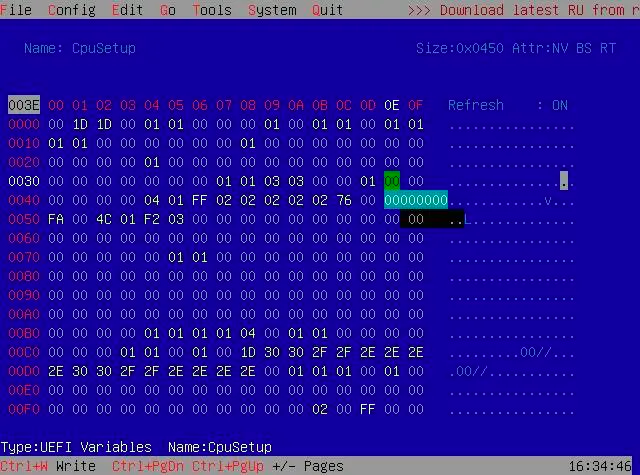 File Config Edit Go Tools System Quit >>> Download latest RU from r
Name: CpuSetup Size:0x0450 Attr:NV BS RT
003E 00 01 02 03 04 05 06 07 08 09 0A 0B 0C 0D 0E 0F Refresh : ON
0000 00 1D 1D 00 01 01 00 00 00 01 00 01 01 00 01 01 ................
0010 01 01 00 00 00 00 00 00 01 00 00 00 00 00 00 00 ................
0020 00 00 00 00 01 00 00 00 00 00 00 00 00 00 00 00 ................
0030 00 00 00 00 00 00 00 01 01 03 03 00 00 01 00 00 ................
0040 00 00 00 00 04 01 FF 02 02 02 02 02 76 00 00000000 v...
0050 FA 00 4C 01 F2 03 00 00 00 00 00 00 00 00 00 00 ..L.............
0060 00 00 00 00 00 00 00 00 00 00 00 00 00 00 00 00 ................
0070 00 00 00 00 00 01 01 00 00 00 00 00 00 00 00 00 ................
0080 00 00 00 00 00 00 00 00 00 00 00 00 00 00 00 00 ................
0090 00 00 00 00 00 00 00 00 00 00 00 00 00 00 00 00 ................
00A0 00 00 00 00 00 00 00 00 00 00 00 00 00 00 00 00 ................
00B0 00 00 00 00 01 01 01 01 04 00 01 01 00 00 00 00 ................
00C0 00 00 00 01 01 00 01 00 1D 30 30 2F 2F 2E 2E 2E .........00//...
00D0 2E 30 30 2F 2F 2E 2E 2E 2E 00 01 01 01 00 01 00 .00//...........
00E0 00 00 00 00 00 00 00 00 00 00 00 00 00 00 00 00 ................
00F0 00 00 00 00 00 00 00 00 00 00 00 02 00 FF 00 00 ................
Type:UEFI Variables Name:CpuSetup
Ctrl+W Write Ctrl+PgDn Ctrl+PgUp +/- Pages 16:34:46